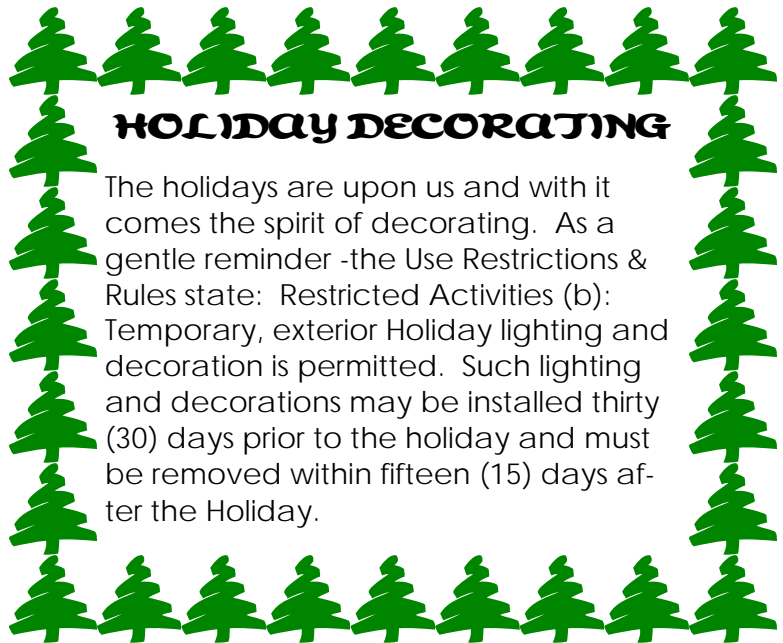 HOLIDAY DECORATING
The holidays are upon us and with it
comes the spirit of decorating.  As a
gentle reminder -the Use Restrictions &
Rules state:  Restricted Activities (b):
Temporary, exterior Holiday lighting and
decoration is permitted.  Such lighting
and decorations may be installed thirty
(30) days prior to the holiday and must
be removed within fifteen (15) days af-
ter the Holiday.